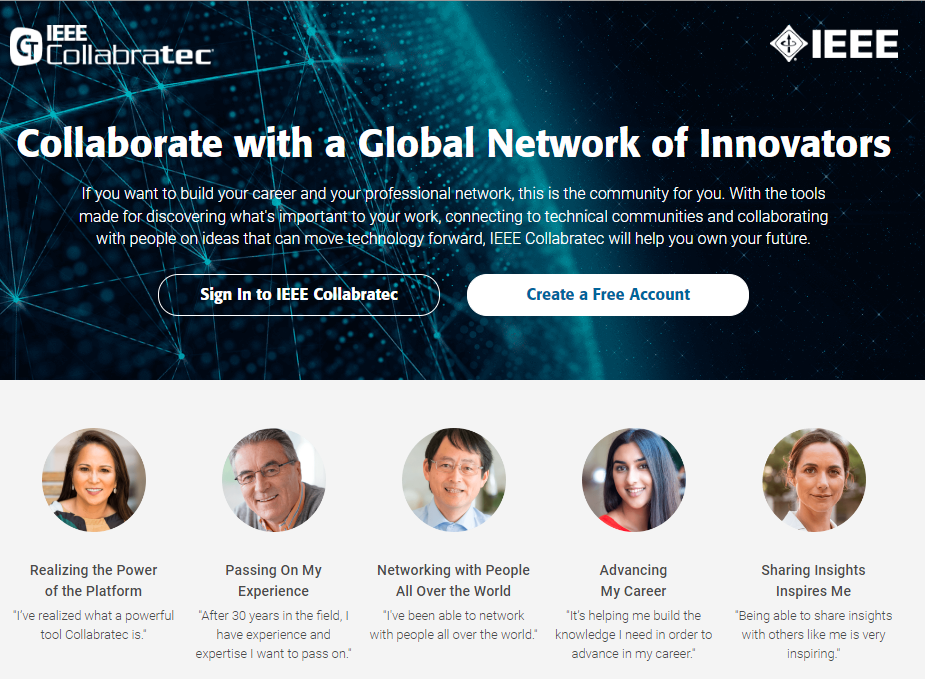 IEEE
Collabratec
IEEE
Collaborate with a Global Network of Innovators
If you want to build your career and your professional network, this is the community for you. With the tools
made for discovering what's important to your work, connecting to technical communities and collaborating
with people on ideas that can move technology forward, IEEE Collabratec will help you own your future.
Sign In to IEEE Collabratec
Create a Free Account
Realizing the Power
of the Platform
"I've realized what a powerful
tool Collabratec is."
Passing On My
Experience
"After 30 years in the field, I
have experience and
expertise I want to pass on."
Networking with People
All Over the World
"I've been able to network
with people all over the world."
Advancing
My Career
"It's helping me build the
knowledge I need in order to
advance in my career."
Sharing Insights
Inspires Me
"Being able to share insights
with others like me is very
inspiring."